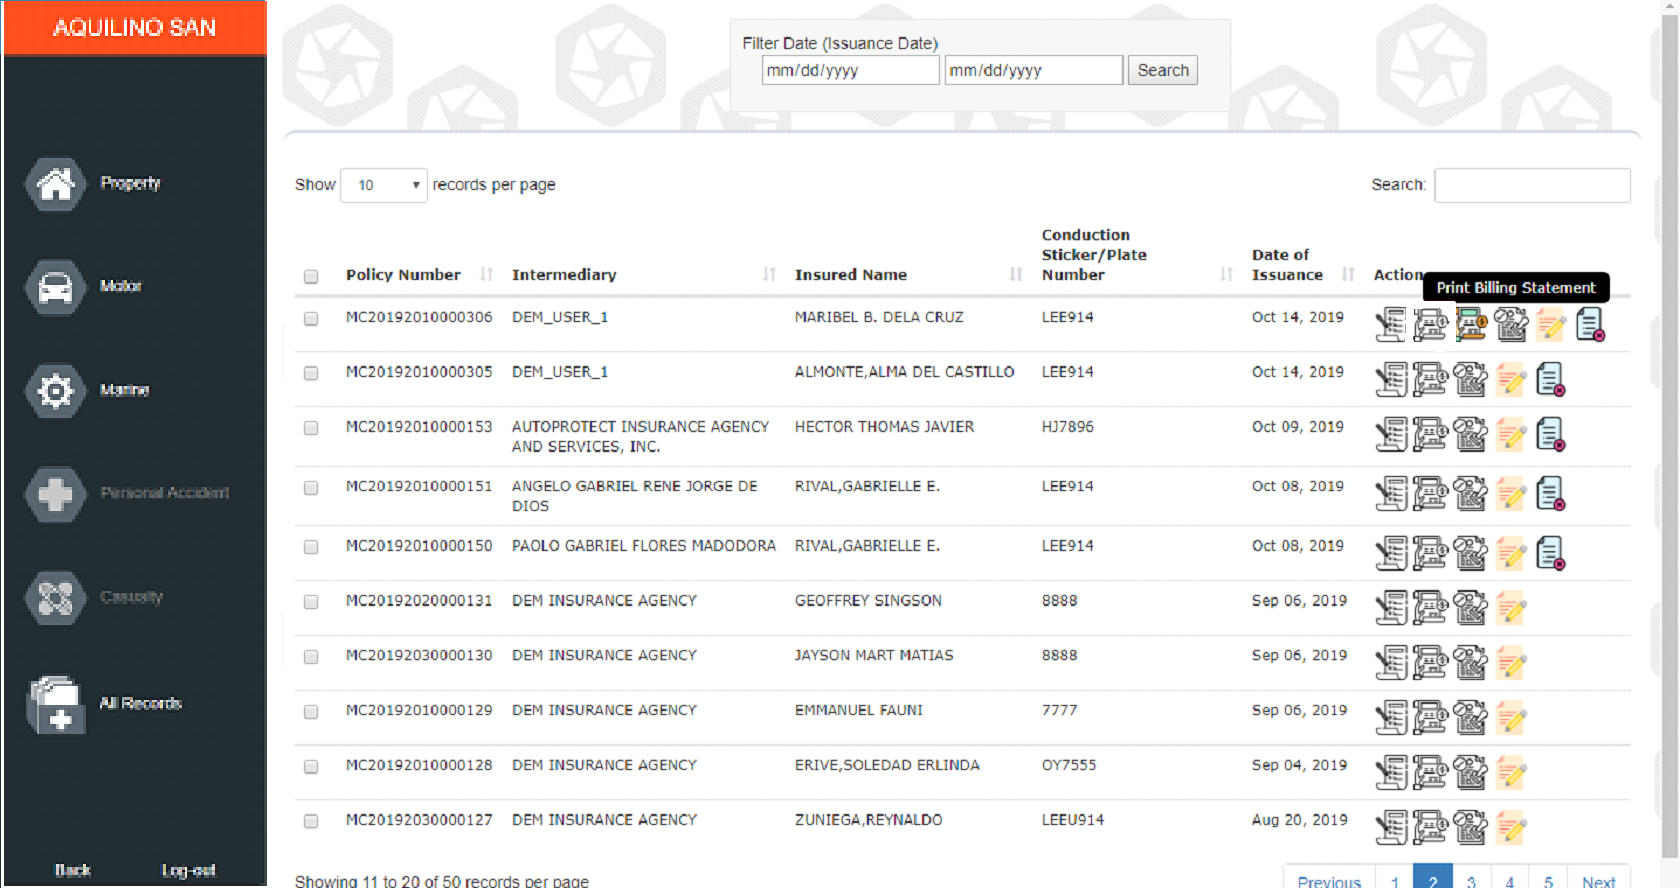 AQUILINO SAN
Property
Motor
Marine
Personal Accident
Casualty
All Records
Back Log-out
Filter Date (Issuance Date)
mm/dd/yyyy mm/dd/yyyy Search
Show 10 records per page
Search:
Policy Number Intermediary Insured Name Conduction Sticker/Plate Number Date of Issuance Action
Print Billing Statement
MC20192010000306 DEM_USER_1 MARIBEL B. DELA CRUZ LEE914 Oct 14, 2019
MC20192010000305 DEM_USER_1 ALMONTE,ALMA DEL CASTILLO LEE914 Oct 14, 2019
MC20192010000153 AUTOPROTECT INSURANCE AGENCY HECTOR THOMAS JAVIER HJ7896 Oct 09, 2019
AND SERVICES, INC.
MC20192010000151 ANGELO GABRIEL RENE JORGE DE RIVAL,GABRIELLE E. LEE914 Oct 08, 2019
DIOS
MC20192010000150 PAOLO GABRIEL FLORES MADODORA RIVAL,GABRIELLE E. LEE914 Oct 08, 2019
MC20192020000131 DEM INSURANCE AGENCY GEOFFREY SINGSON 8888 Sep 06, 2019
MC20192030000130 DEM INSURANCE AGENCY JAYSON MART MATIAS 8888 Sep 06, 2019
MC20192010000129 DEM INSURANCE AGENCY EMMANUEL FAUNI 7777 Sep 06, 2019
MC20192010000128 DEM INSURANCE AGENCY ERIVE,SOLEDAD ERLINDA OY7555 Sep 04, 2019
MC20192030000127 DEM INSURANCE AGENCY ZUNIEGA,REYNALDO LEEU914 Aug 20, 2019
Showing 11 to 20 of 50 records per page
Previous 1 2 3 4 5 Next